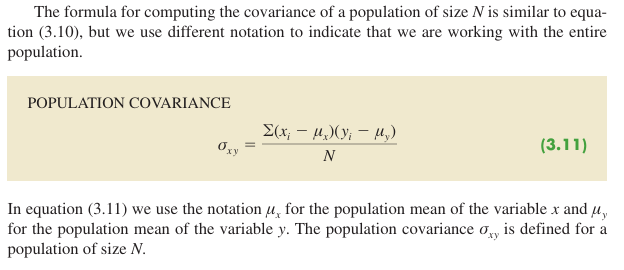 The formula for computing the covariance of a population of size N is similar to equa-
tion (3.10), but we use different notation to indicate that we are working with the entire
population.
POPULATION COVARIANCE
σxy = Σ(xᵢ − μx)(yᵢ − μy) / N (3.11)
In equation (3.11) we use the notation μx for the population mean of the variable x and μy
for the population mean of the variable y. The population covariance σxy is defined for a
population of size N.